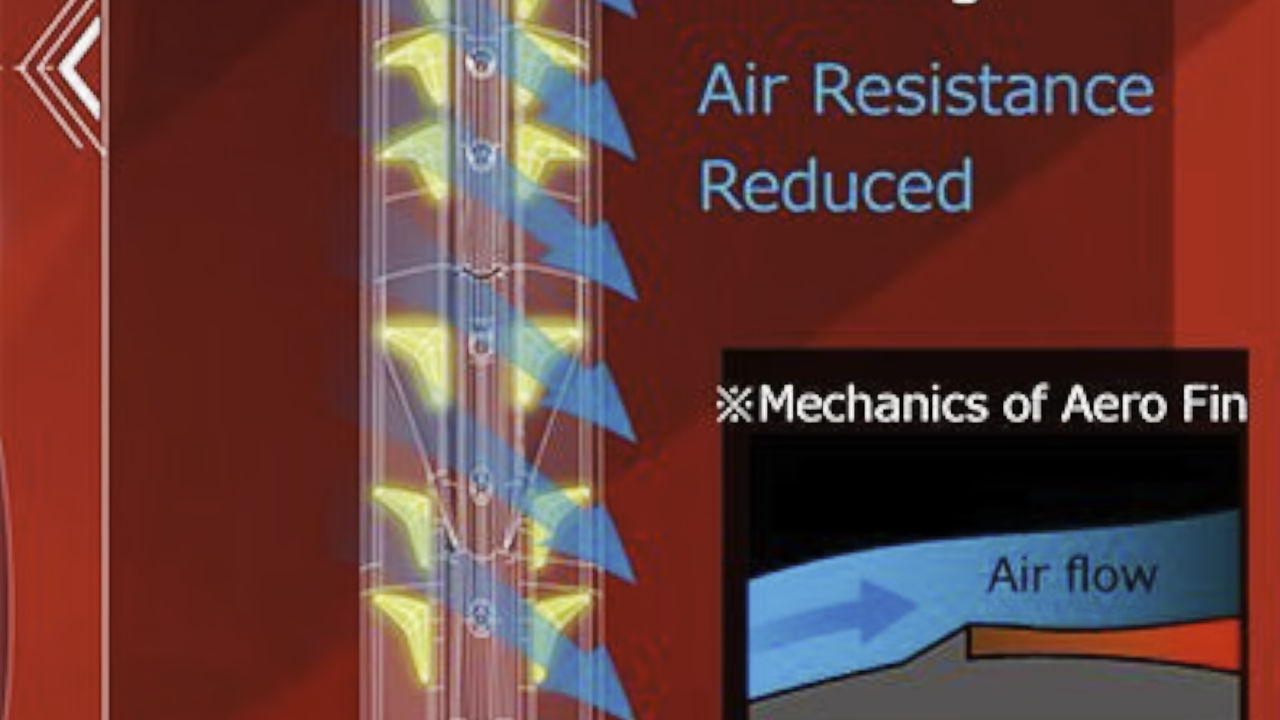 Air Resistance
Reduced
※Mechanics of Aero Fin
Air flow